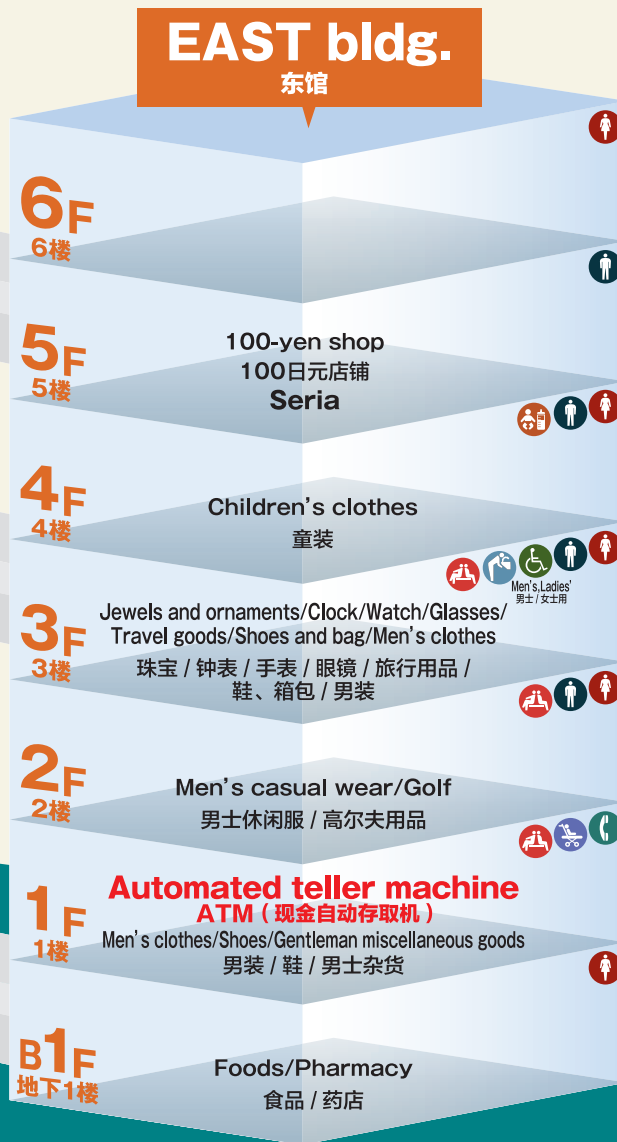 EAST bldg.
东馆
6F
6楼
5F
5楼
100-yen shop
100日元店铺
Seria
4F
4楼
Children's clothes
童装
Men's,Ladies'
男士 / 女士用
3F
3楼
Jewels and ornaments/Clock/Watch/Glasses/
Travel goods/Shoes and bag/Men's clothes
珠宝 / 钟表 / 手表 / 眼镜 / 旅行用品 /
鞋、箱包 / 男装
2F
2楼
Men's casual wear/Golf
男士休闲服 / 高尔夫用品
1F
1楼
Automated teller machine
ATM（现金自动存取机）
Men's clothes/Shoes/Gentleman miscellaneous goods
男装 / 鞋 / 男士杂货
B1F
地下1楼
Foods/Pharmacy
食品 / 药店